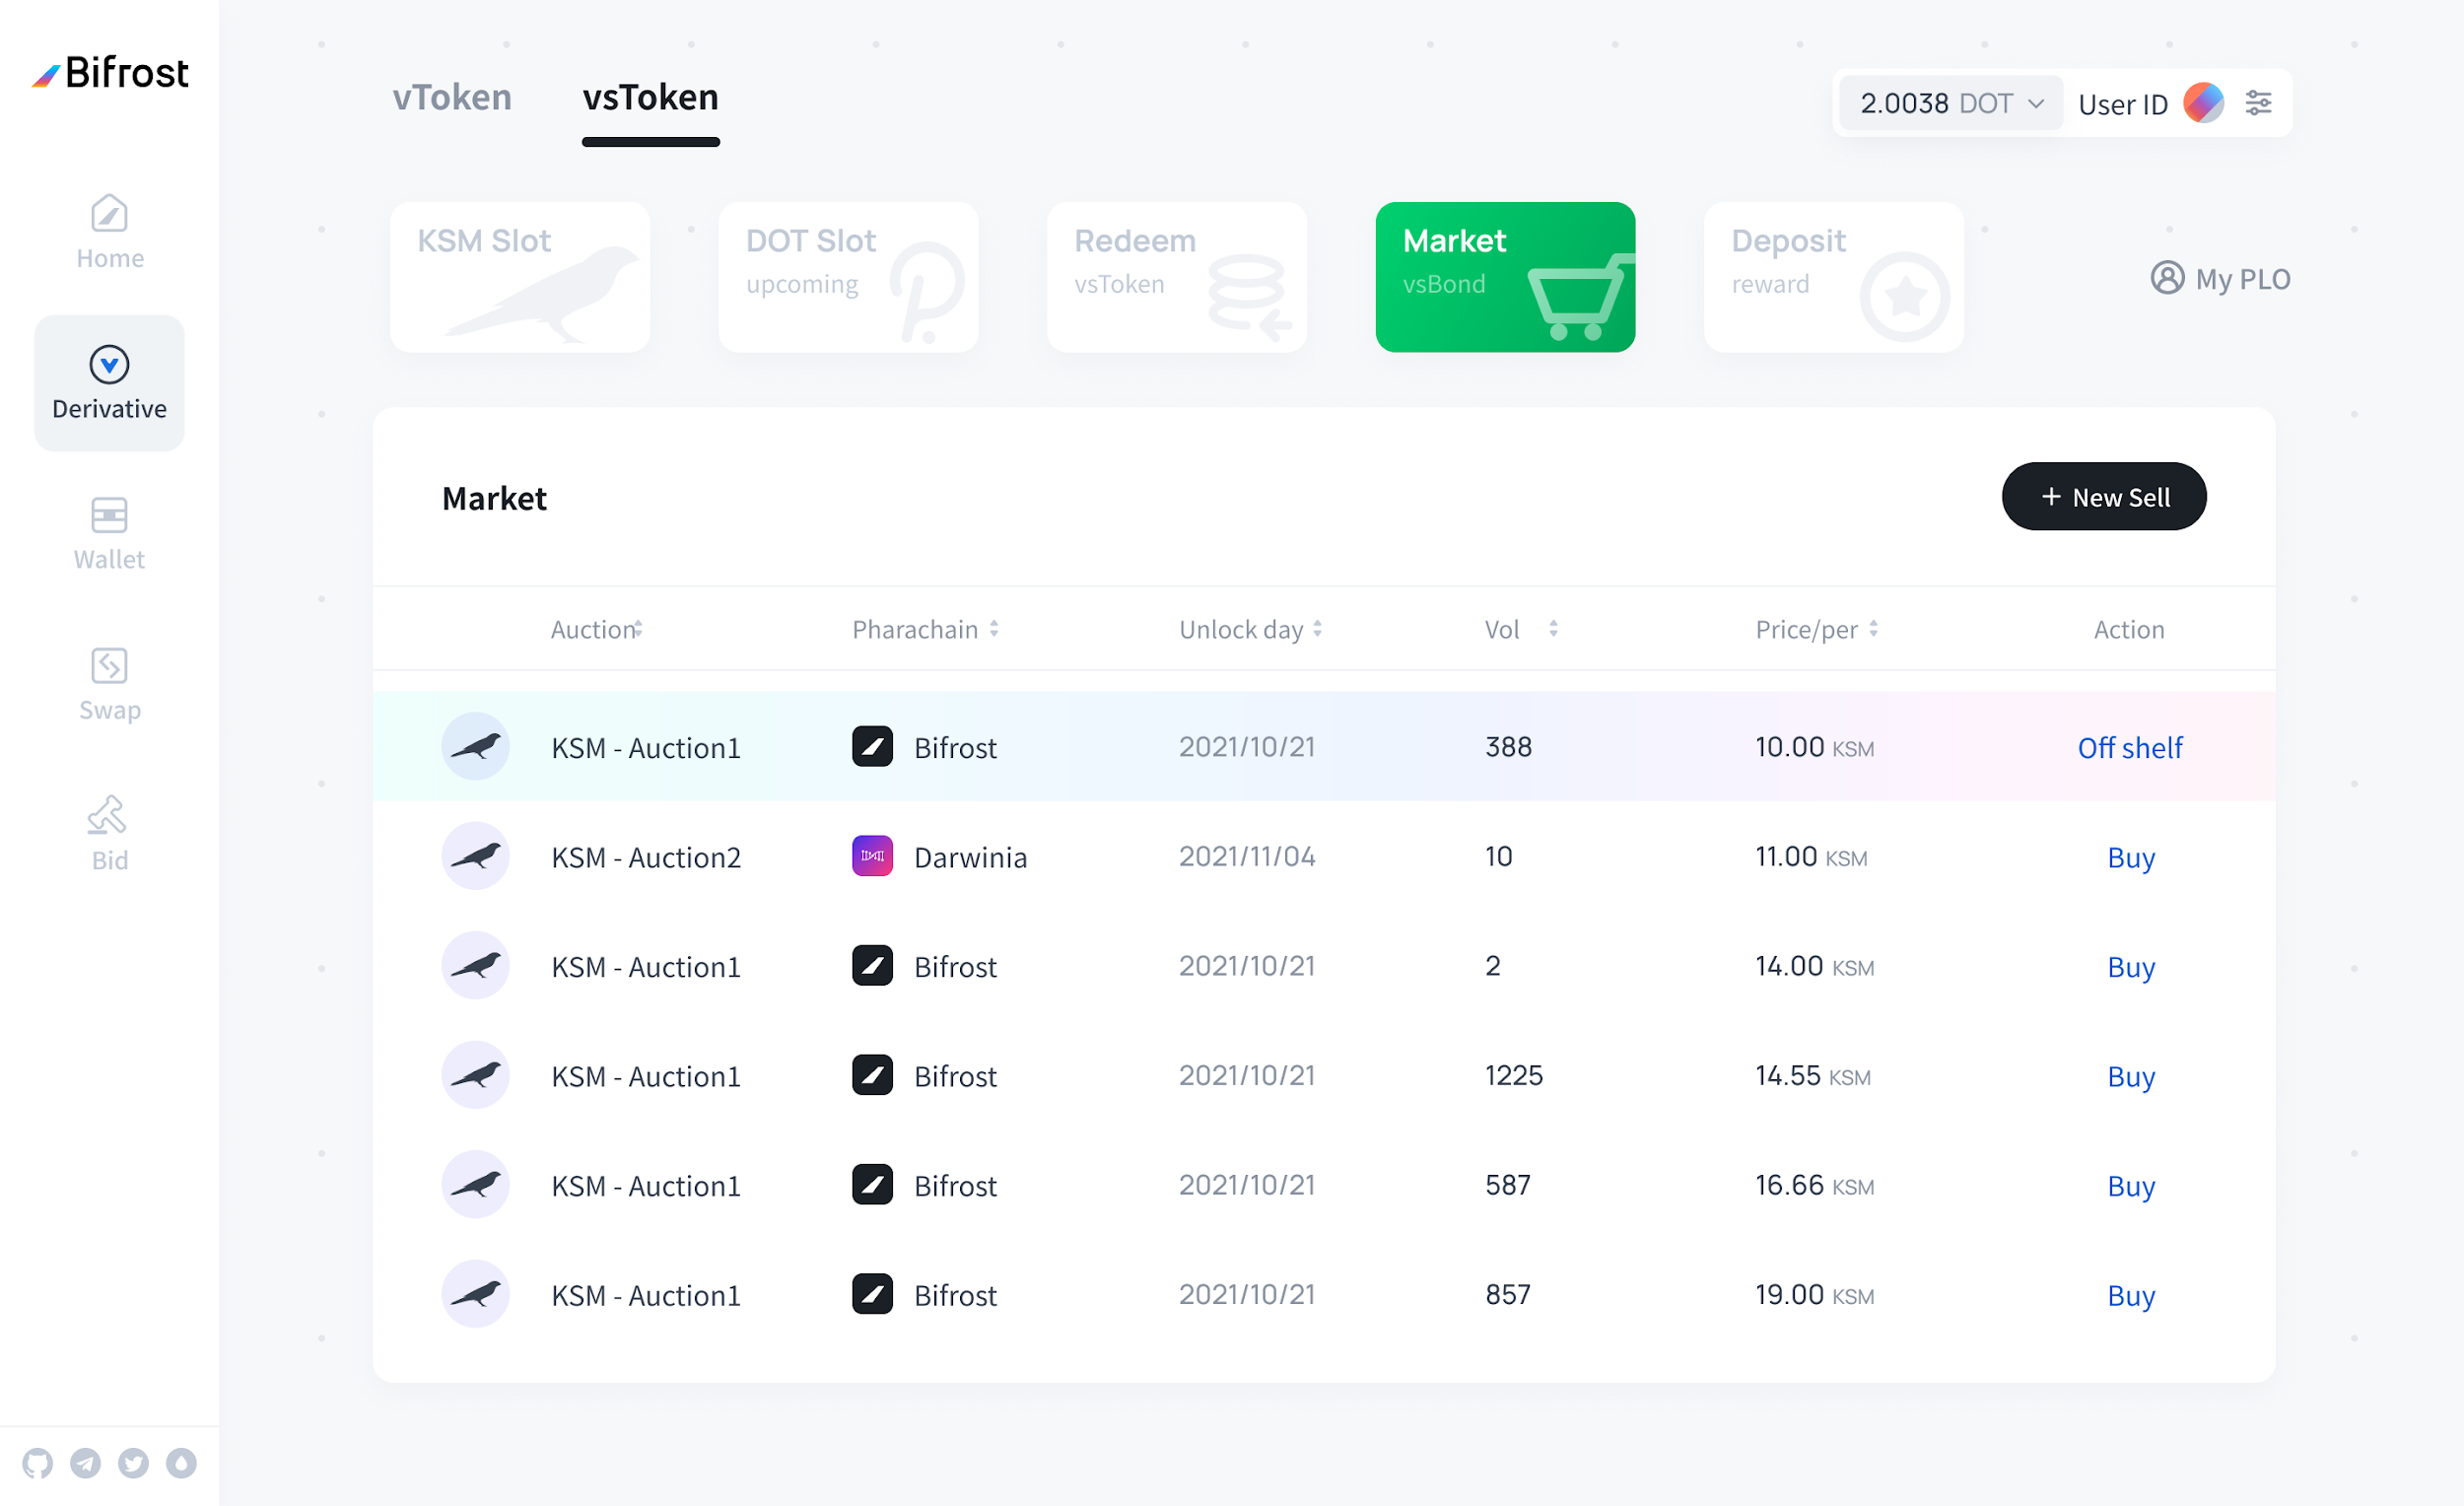 Bifrost
Home
Derivative
Wallet
Swap
Bid
vToken vsToken
2.0038 DOT User ID
KSM Slot
DOT Slot
upcoming
Redeem
vsToken
Market
vsBond
Deposit
reward
My PLO
Market
+ New Sell
Auction Pharachain Unlock day Vol Price/per Action
KSM - Auction1 Bifrost 2021/10/21 388 10.00 KSM Off shelf
KSM - Auction2 Darwinia 2021/11/04 10 11.00 KSM Buy
KSM - Auction1 Bifrost 2021/10/21 2 14.00 KSM Buy
KSM - Auction1 Bifrost 2021/10/21 1225 14.55 KSM Buy
KSM - Auction1 Bifrost 2021/10/21 587 16.66 KSM Buy
KSM - Auction1 Bifrost 2021/10/21 857 19.00 KSM Buy